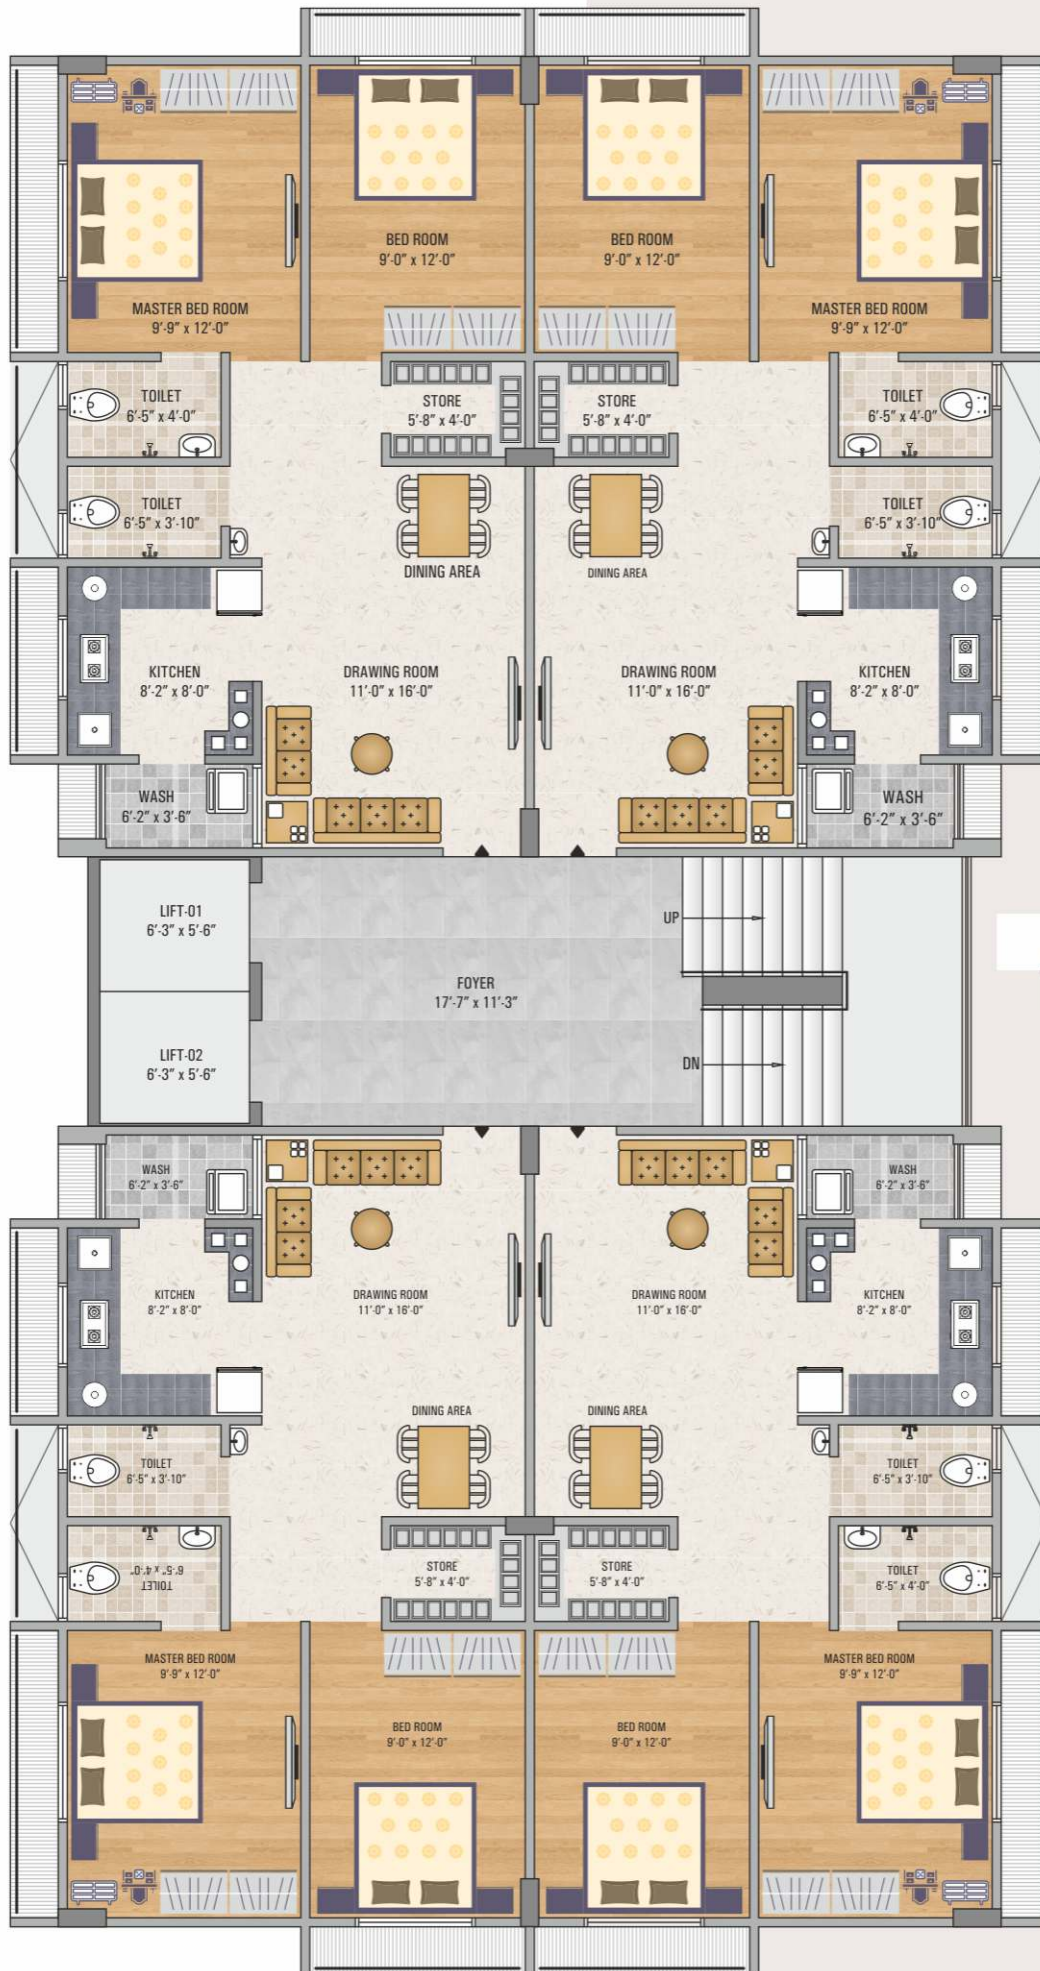 BED ROOM
9'-0" x 12'-0"
BED ROOM
9'-0" x 12'-0"
MASTER BED ROOM
9'-9" x 12'-0"
MASTER BED ROOM
9'-9" x 12'-0"
TOILET
6'-5" x 4'-0"
STORE
5'-8" x 4'-0"
STORE
5'-8" x 4'-0"
TOILET
6'-5" x 4'-0"
TOILET
6'-5" x 3'-10"
TOILET
6'-5" x 3'-10"
DINING AREA
DINING AREA
KITCHEN
8'-2" x 8'-0"
DRAWING ROOM
11'-0" x 16'-0"
DRAWING ROOM
11'-0" x 16'-0"
KITCHEN
8'-2" x 8'-0"
WASH
6'-2" x 3'-6"
WASH
6'-2" x 3'-6"
LIFT-01
6'-3" x 5'-6"
UP
FOYER
17'-7" x 11'-3"
LIFT-02
6'-3" x 5'-6"
DN
WASH
6'-2" x 3'-6"
WASH
6'-2" x 3'-6"
KITCHEN
8'-2" x 8'-0"
DRAWING ROOM
11'-0" x 16'-0"
DRAWING ROOM
11'-0" x 16'-0"
KITCHEN
8'-2" x 8'-0"
DINING AREA
DINING AREA
TOILET
6'-5" x 3'-10"
TOILET
6'-5" x 3'-10"
TOILET
6'-5" x 4'-0"
STORE
5'-8" x 4'-0"
STORE
5'-8" x 4'-0"
TOILET
6'-5" x 4'-0"
MASTER BED ROOM
9'-9" x 12'-0"
MASTER BED ROOM
9'-9" x 12'-0"
BED ROOM
9'-0" x 12'-0"
BED ROOM
9'-0" x 12'-0"